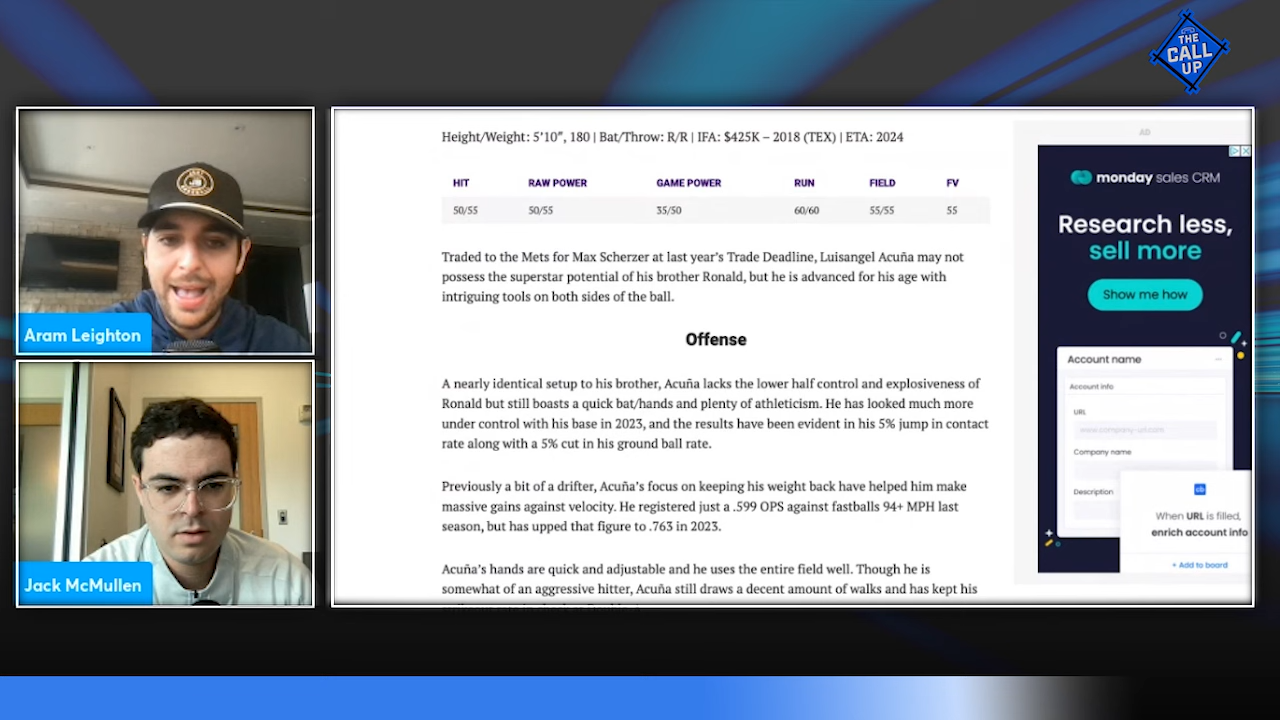 THE
CALL
UP
Aram Leighton
Jack McMullen
Height/Weight: 5'10", 180 | Bat/Throw: R/R | IFA: $425K – 2018 (TEX) | ETA: 2024
HIT RAW POWER GAME POWER RUN FIELD FV
50/55 50/55 35/50 60/60 55/55 55
Traded to the Mets for Max Scherzer at last year's Trade Deadline, Luisangel Acuña may not
possess the superstar potential of his brother Ronald, but he is advanced for his age with
intriguing tools on both sides of the ball.
Offense
A nearly identical setup to his brother, Acuña lacks the lower half control and explosiveness of
Ronald but still boasts a quick bat/hands and plenty of athleticism. He has looked much more
under control with his base in 2023, and the results have been evident in his 5% jump in contact
rate along with a 5% cut in his ground ball rate.
Previously a bit of a drifter, Acuña's focus on keeping his weight back have helped him make
massive gains against velocity. He registered just a .599 OPS against fastballs 94+ MPH last
season, but has upped that figure to .763 in 2023.
Acuña's hands are quick and adjustable and he uses the entire field well. Though he is
somewhat of an aggressive hitter, Acuña still draws a decent amount of walks and has kept his
AD
monday sales CRM
Research less,
sell more
Show me how
Account name
Account info
URL
www.company-url.com
Company name
Description
When URL is filled,
enrich account info
+ Add to board